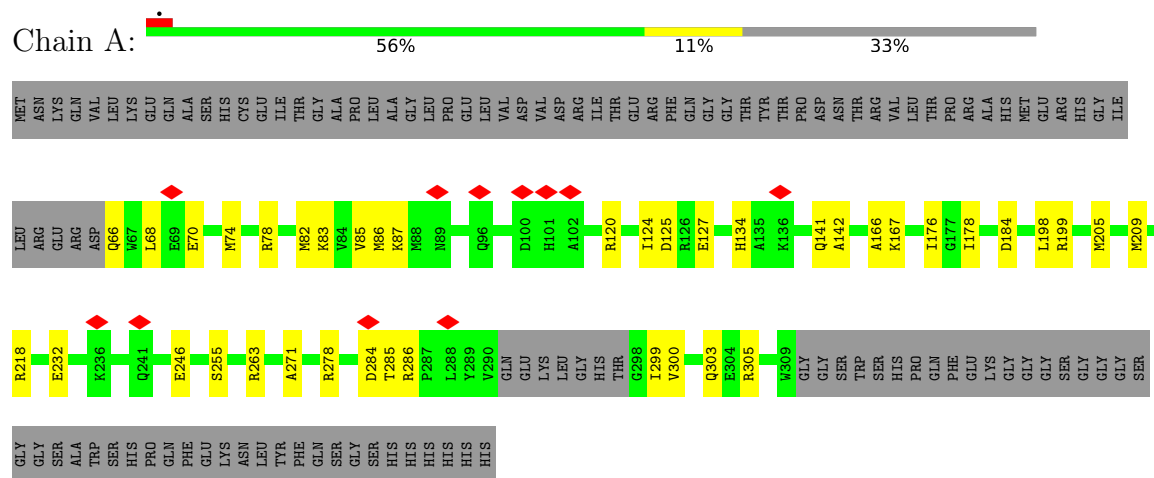 Chain A: 56% 11% 33%
MET ASN LYS GLN VAL LEU LYS GLU GLN ALA SER HIS CYS GLU ILE THR GLY ALA PRO LEU ALA GLY LEU PRO GLU LEU VAL ASP VAL ASP ARG ILE THR GLU ARG PHE GLN GLY GLY THR TYR THR PRO ASP ASN THR ARG VAL LEU THR PRO ARG ALA HIS MET GLU ARG HIS GLY ILE
LEU ARG GLU ARG ASP Q66 W67 L68 E69 E70 M74 R78 M82 K83 V84 V85 M86 K87 M88 N89 Q96 D100 H101 A102 R120 I124 D125 R126 E127 H134 A135 K136 Q141 A142 A166 K167 I176 G177 I178 D184 L198 R199 M205 M209
R218 E232 K236 Q241 E246 S255 R263 A271 R278 D284 T285 R286 P287 L288 Y289 V290 GLN GLU LYS LEU GLY HIS THR G298 I299 V300 Q303 E304 R305 W309 GLY GLY SER TRP SER HIS PRO GLN PHE GLU LYS GLY GLY GLY SER GLY GLY GLY SER
GLY GLY SER ALA TRP SER HIS PRO GLN PHE GLU LYS ASN LEU TYR PHE GLN SER GLY SER HIS HIS HIS HIS HIS HIS